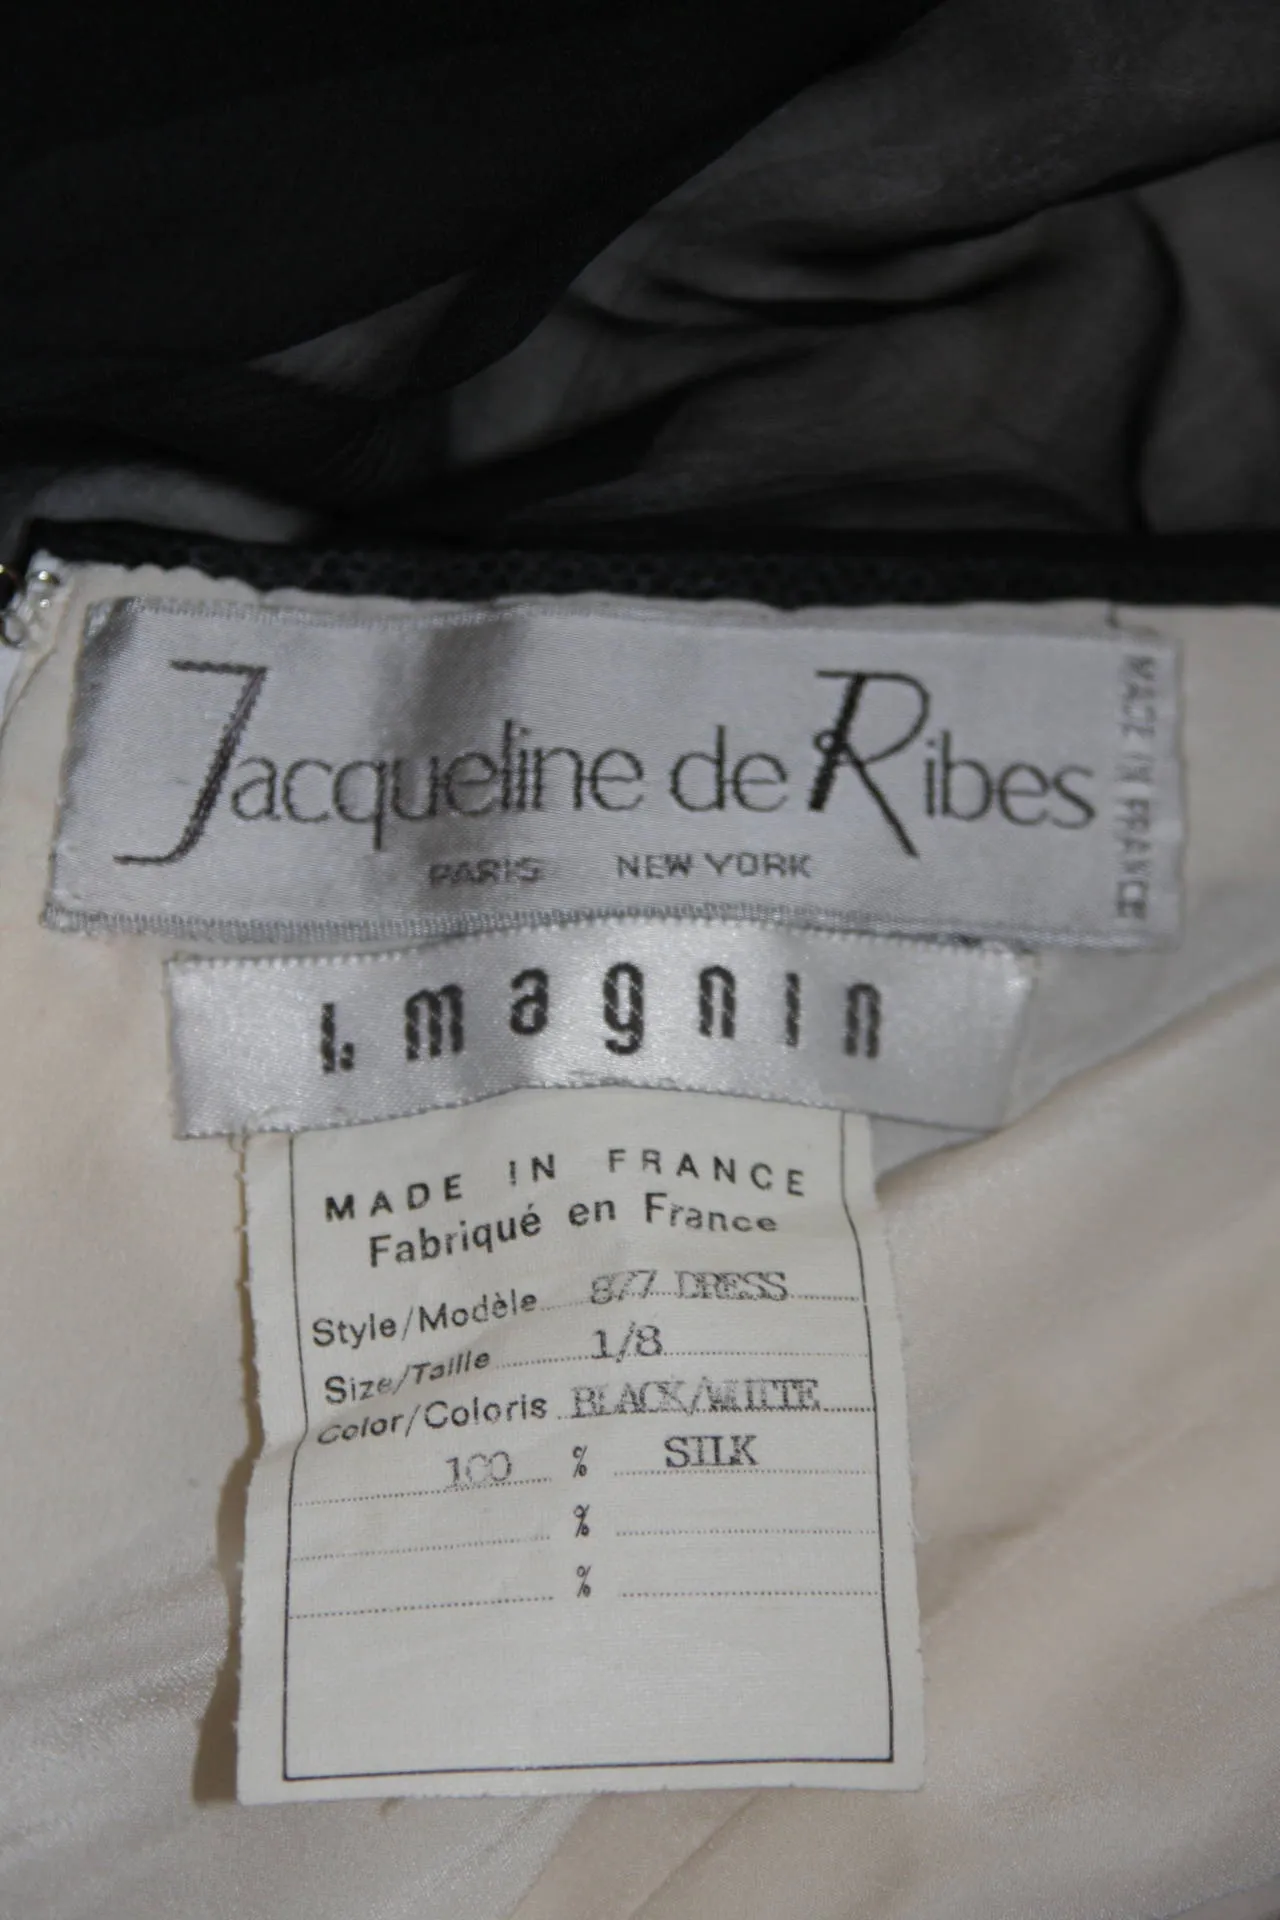 Jacqueline de Ribes
PARIS NEW YORK
MADE IN FRANCE
I. magnin
MADE IN FRANCE
Fabriqué en France
Style/Modèle 877 DRESS
Size/Taille 1/8
Color/Coloris BLACK/WHITE
100 % SILK
%
%